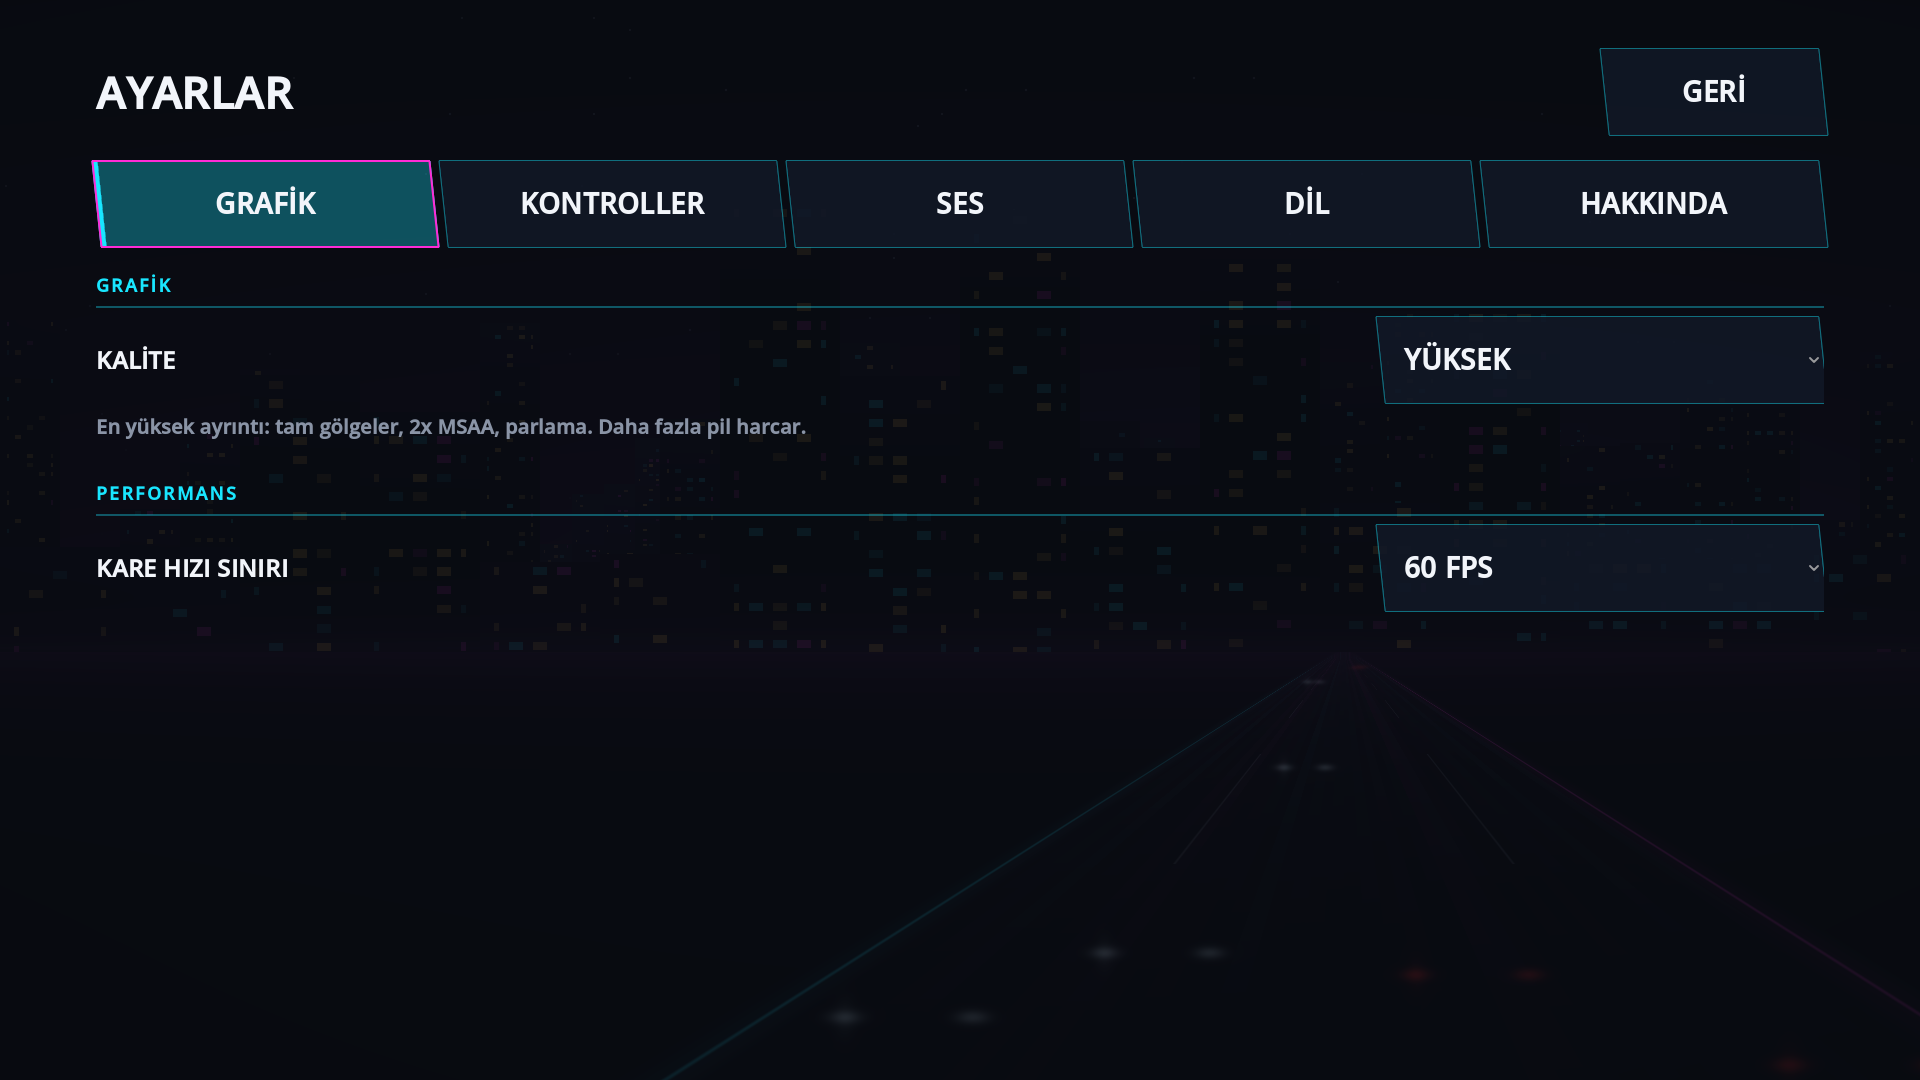 AYARLAR
GERİ
GRAFİK
KONTROLLER
SES
DİL
HAKKINDA
GRAFİK
KALİTE
YÜKSEK
En yüksek ayrıntı: tam gölgeler, 2x MSAA, parlama. Daha fazla pil harcar.
PERFORMANS
KARE HIZI SINIRI
60 FPS